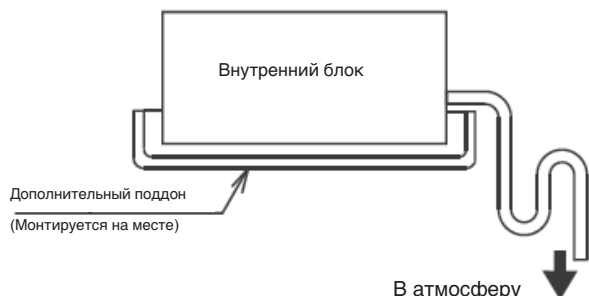 Внутренний блок
Дополнительный поддон
(Монтируется на месте)
В атмосферу